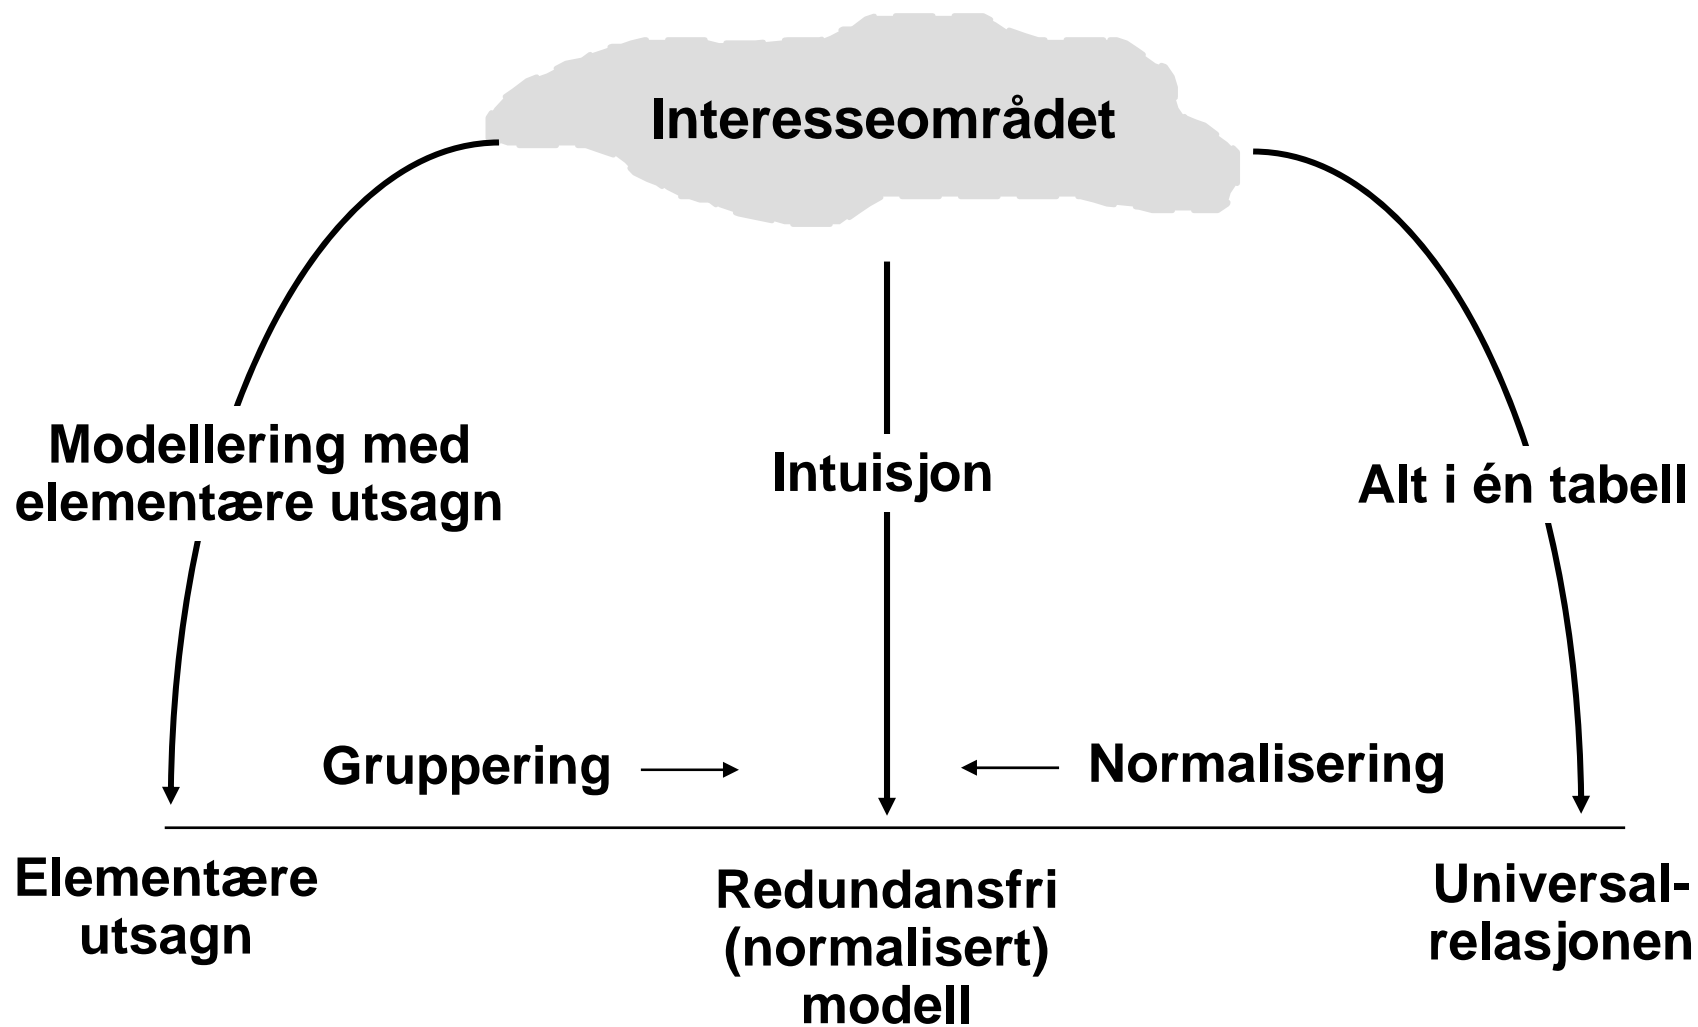 Interesseområdet
Modellering med
elementære utsagn
Intuisjon
Alt i én tabell
Gruppering
Normalisering
Elementære
utsagn
Redundansfri
(normalisert)
modell
Universal-
relasjonen